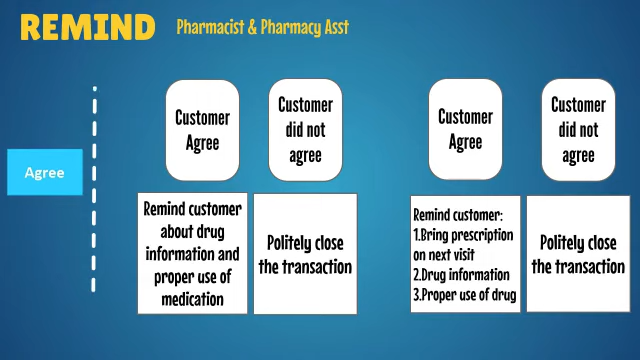 REMIND
Pharmacist & Pharmacy Asst
Agree
Customer
Agree
Customer
did not
agree
Customer
Agree
Customer
did not
agree
Remind customer
about drug
information and
proper use of
medication
Politely close
the transaction
Remind customer:
1.Bring prescription
on next visit
2.Drug information
3.Proper use of drug
Politely close
the transaction